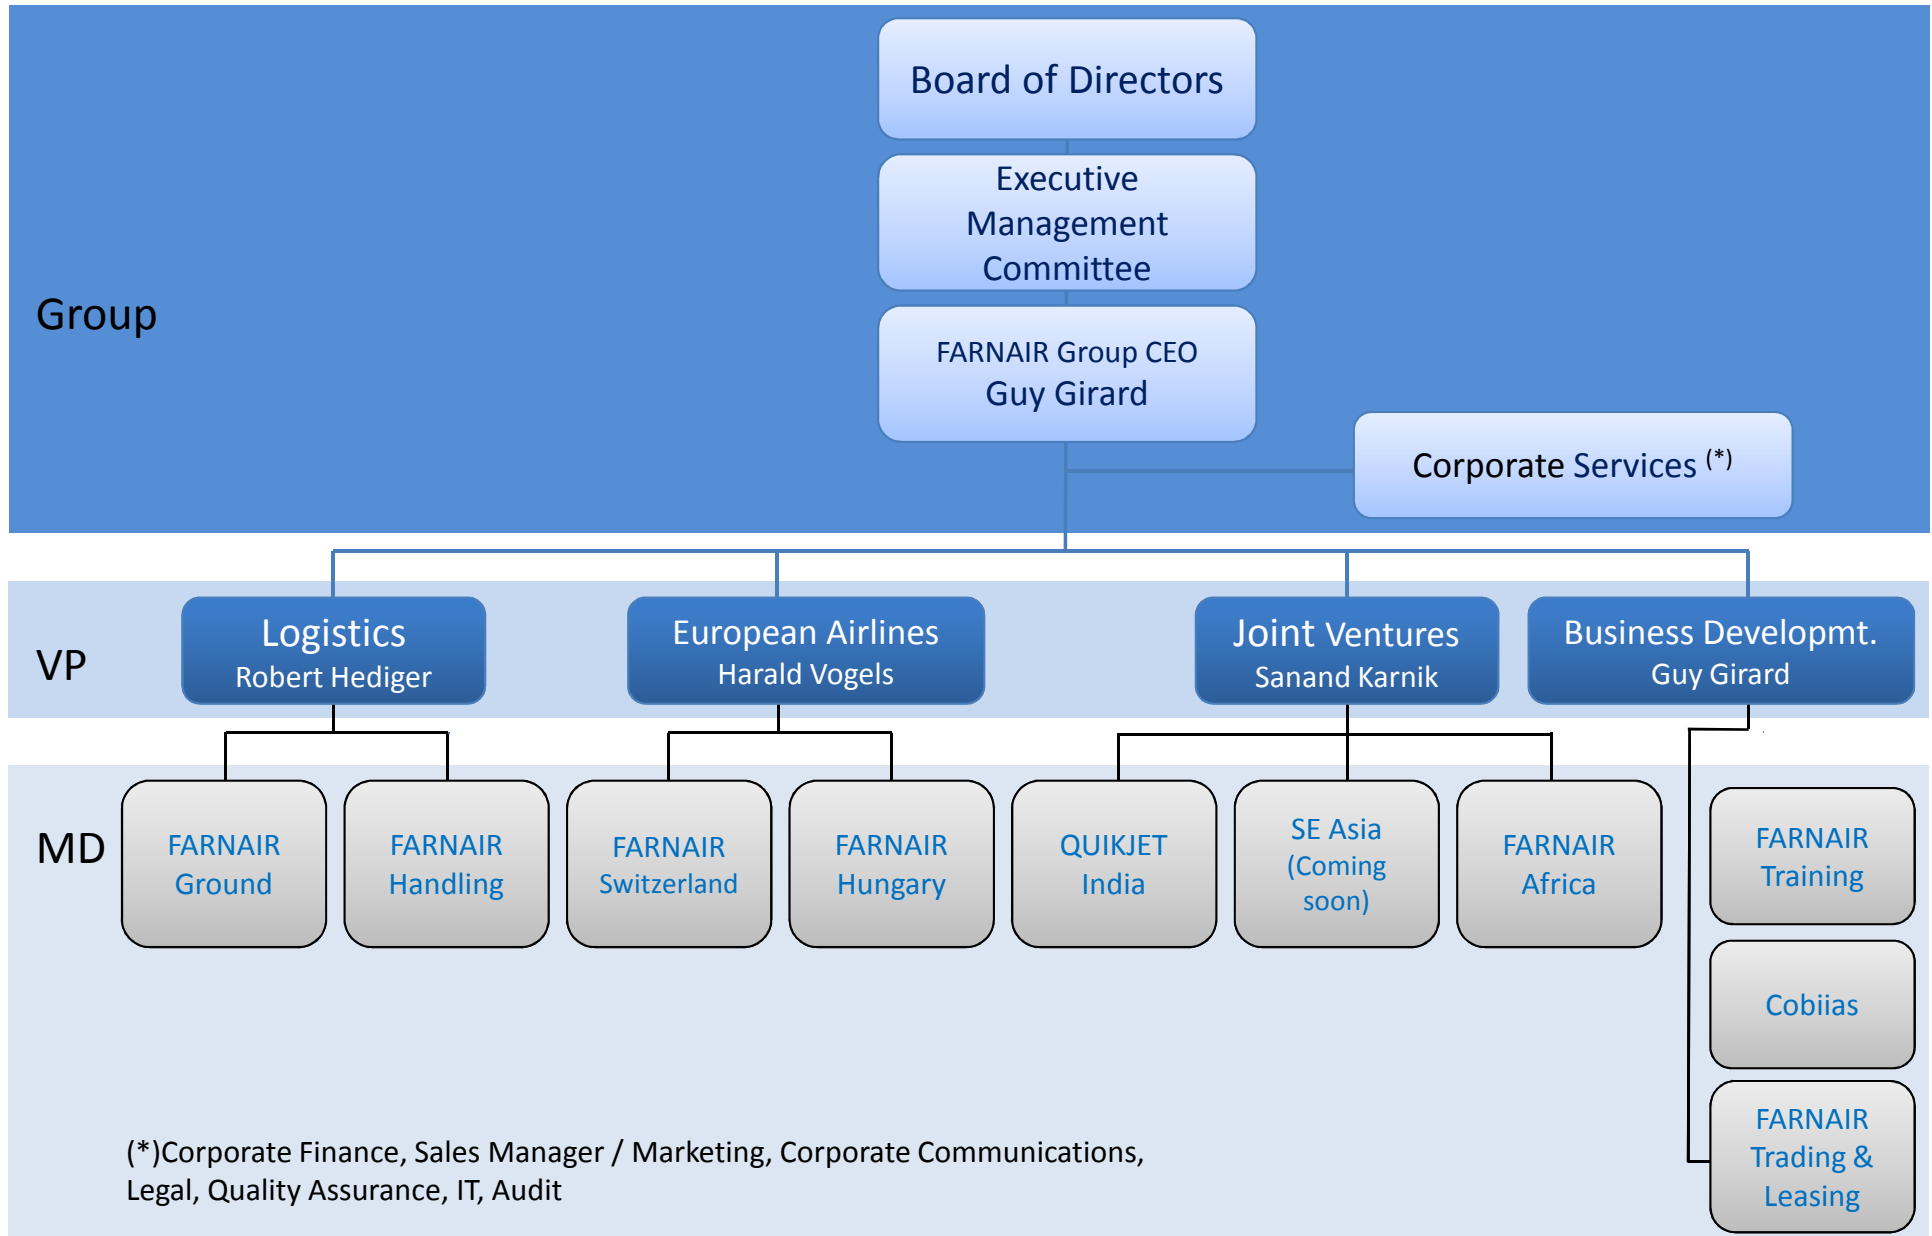 Board of Directors
Executive
Management
Committee
Group
FARNAIR Group CEO
Guy Girard
Corporate Services (*)
VP
Logistics
Robert Hediger
European Airlines
Harald Vogels
Joint Ventures
Sanand Karnik
Business Developmt.
Guy Girard
MD
FARNAIR
Ground
FARNAIR
Handling
FARNAIR
Switzerland
FARNAIR
Hungary
QUIKJET
India
SE Asia
(Coming
soon)
FARNAIR
Africa
FARNAIR
Training
Cobiias
FARNAIR
Trading &
Leasing
(*)Corporate Finance, Sales Manager / Marketing, Corporate Communications,
Legal, Quality Assurance, IT, Audit